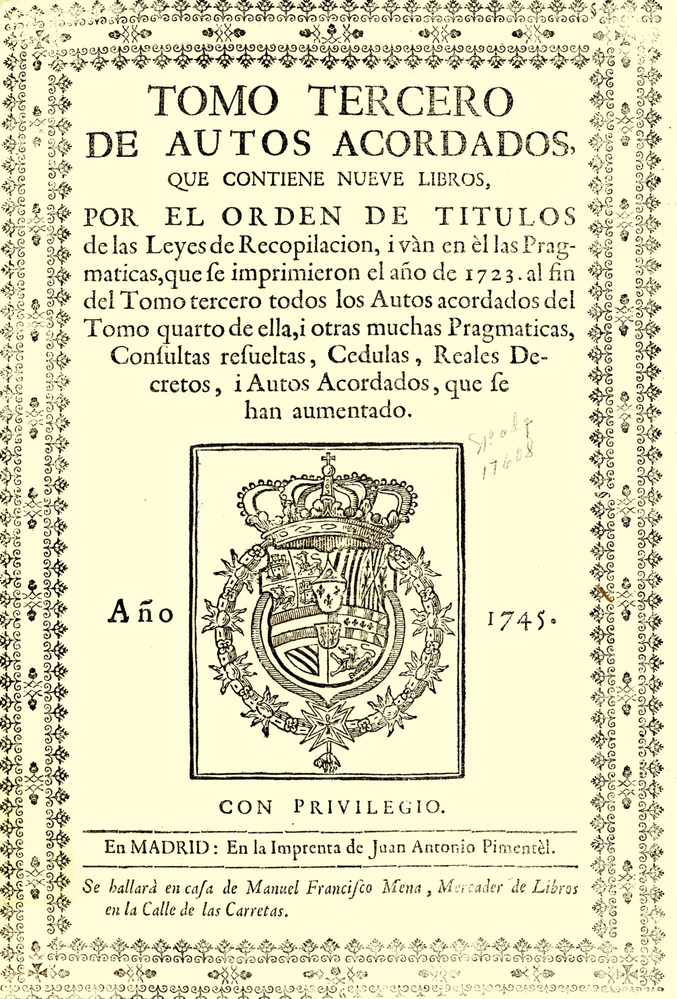 TOMO TERCERO
DE AUTOS ACORDADOS,
QUE CONTIENE NUEVE LIBROS,
POR EL ORDEN DE TITULOS
de las Leyes de Recopilacion, i vàn en èl las Prag-
maticas, que ſe imprimieron el año de 1723. al fin
del Tomo tercero todos los Autos acordados del
Tomo quarto de ella, i otras muchas Pragmaticas,
Conſultas reſueltas, Cedulas, Reales De-
cretos, i Autos Acordados, que ſe
han aumentado.
17608
Año 1745.
CON PRIVILEGIO.
En MADRID: En la Imprenta de Juan Antonio Pimentèl.
Se hallarà en caſa de Manuel Franciſco Mena, Mercader de Libros
en la Calle de las Carretas.